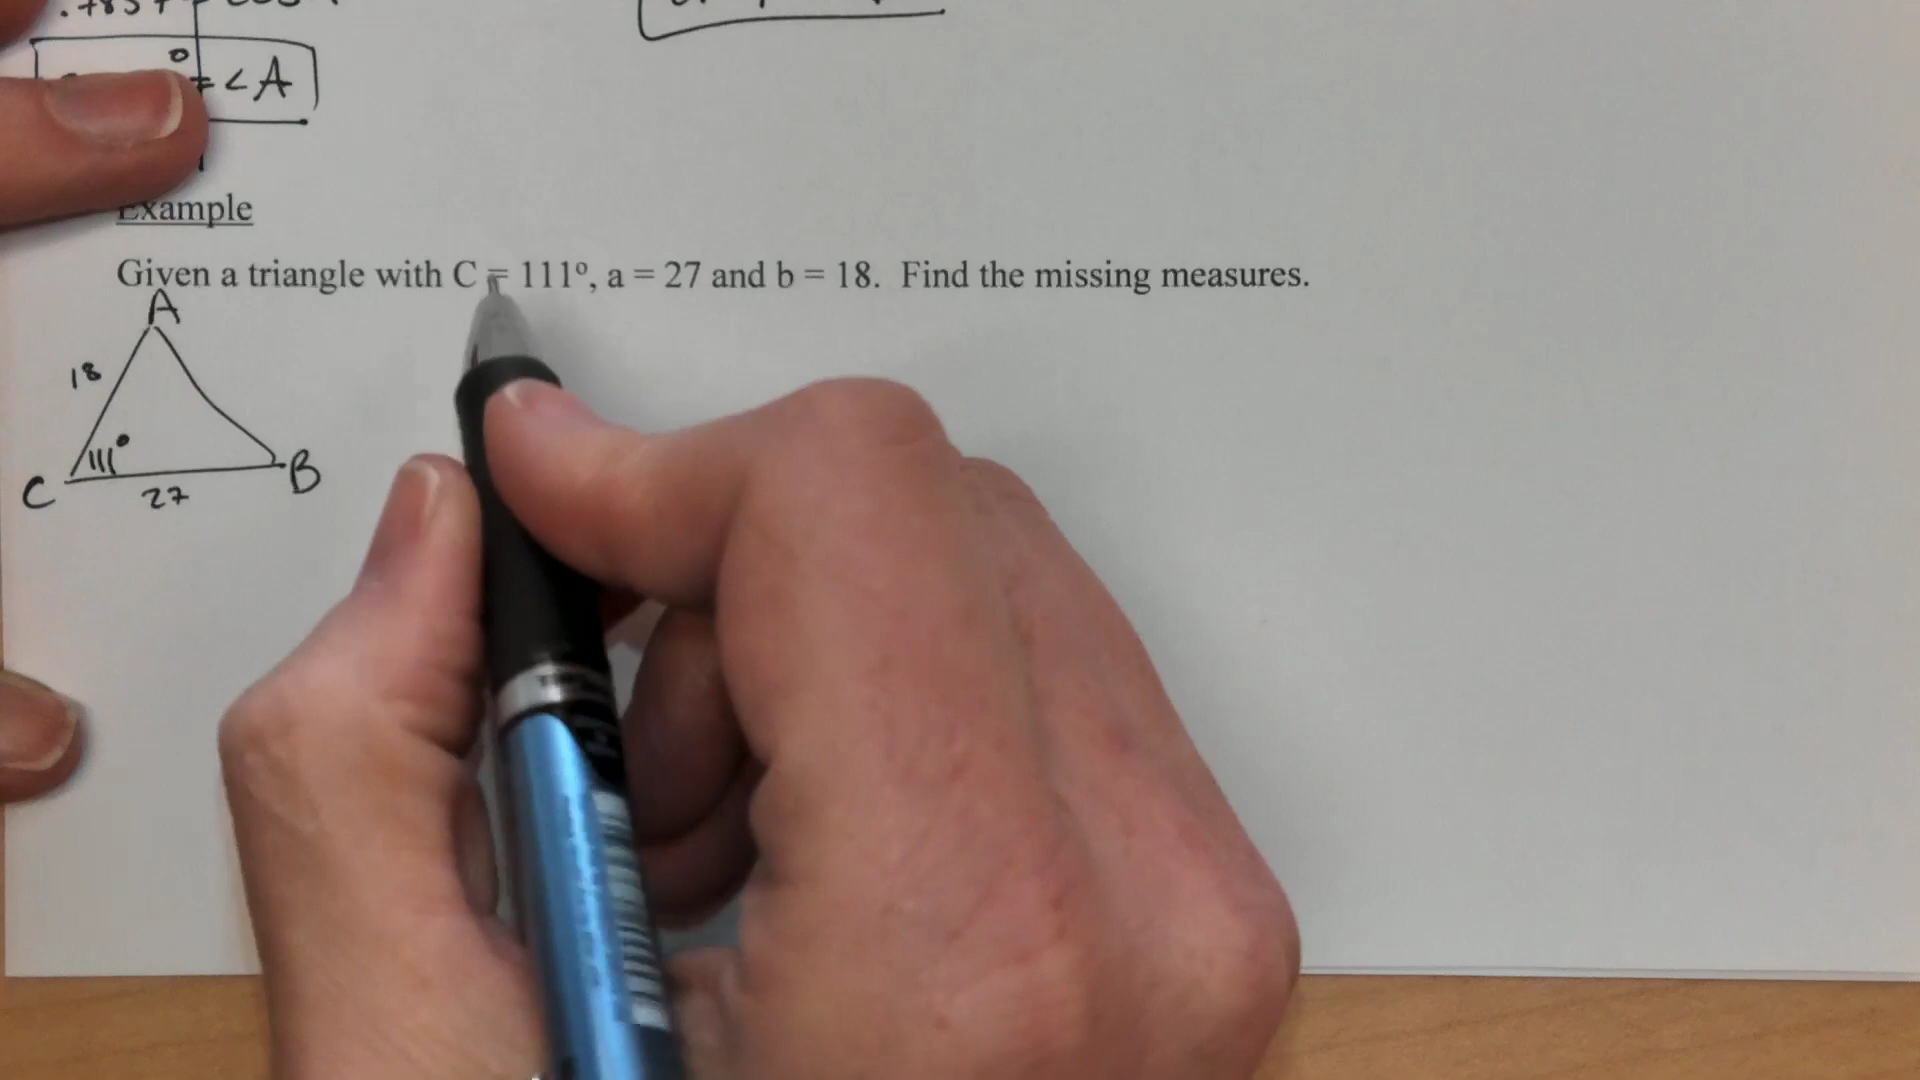 = <A
Example
Given a triangle with C = 111°, a = 27 and b = 18. Find the missing measures.
A
18
111°
C
B
27